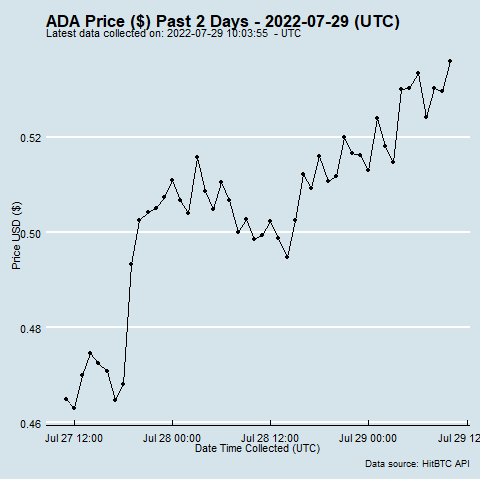 ADA Price ($) Past 2 Days - 2022-07-29 (UTC)
Latest data collected on: 2022-07-29 10:03:55  - UTC
0.52
0.50
0.48
0.46
Price USD ($)
Jul 27 12:00
Jul 28 00:00
Jul 28 12:00
Jul 29 00:00
Jul 29 12
Date Time Collected (UTC)
Data source: HitBTC API